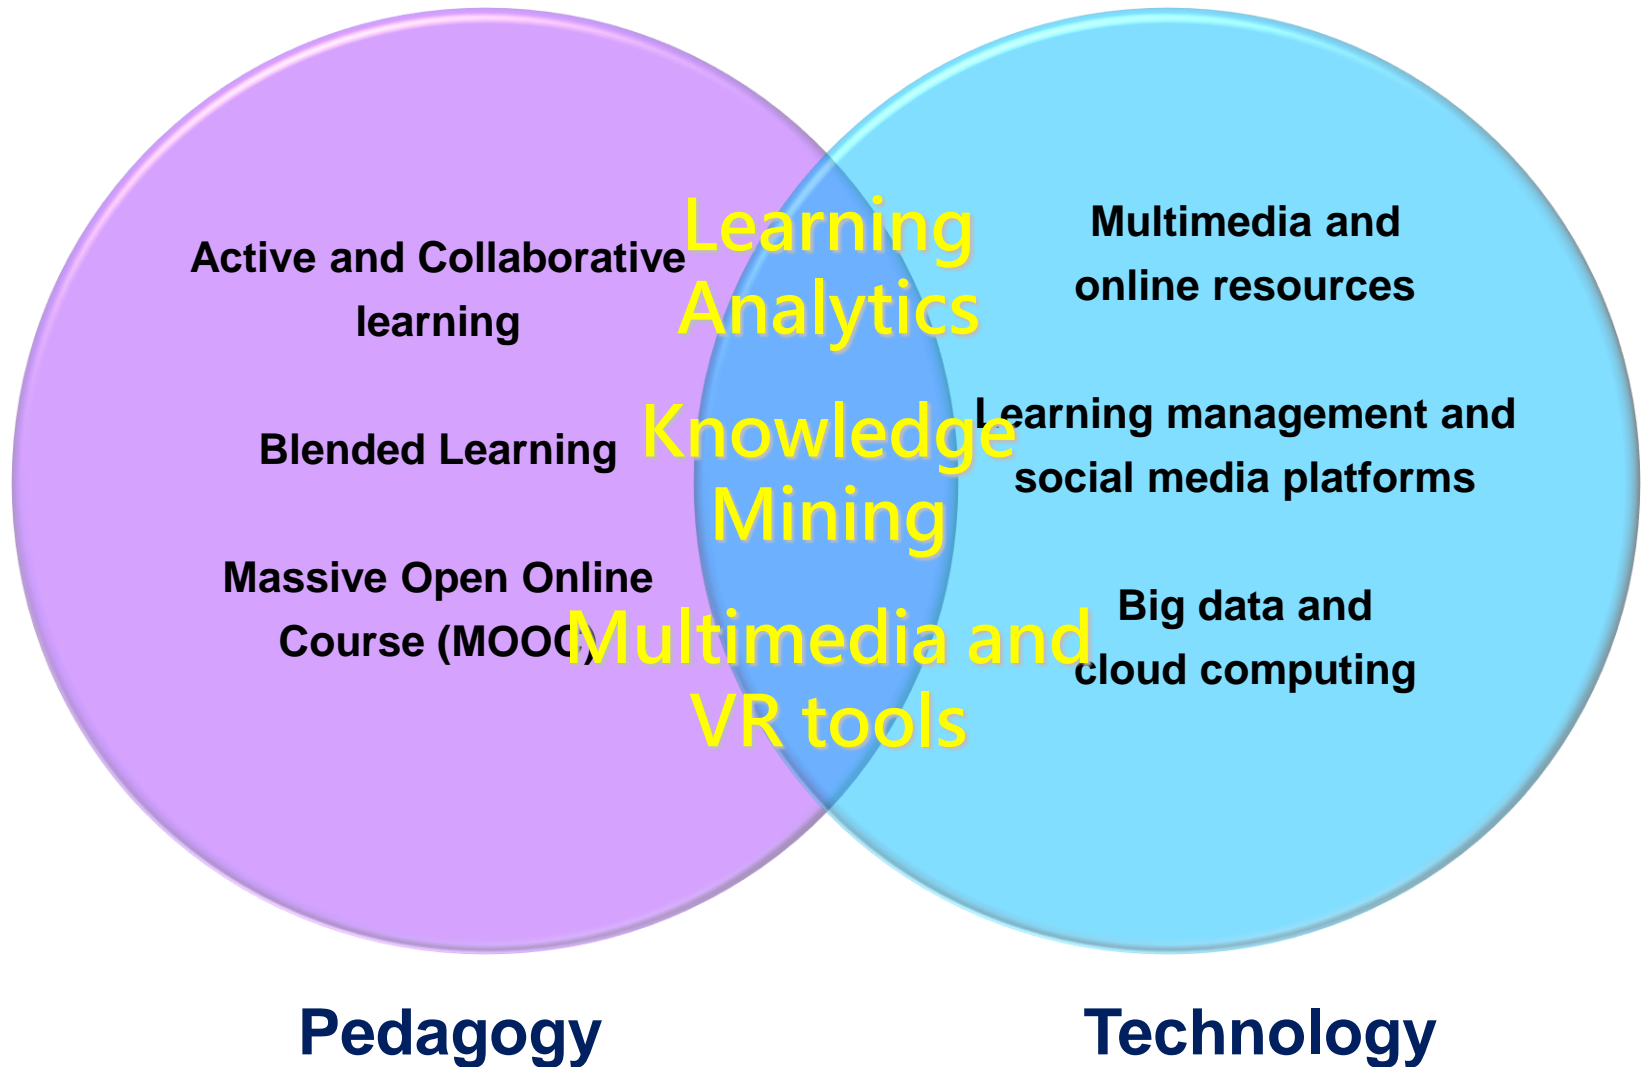 Active and Collaborative
learning
Blended Learning
Massive Open Online
Course (MOOC)
Learning
Analytics
Knowledge
Mining
Multimedia and
VR tools
Multimedia and
online resources
Learning management and
social media platforms
Big data and
cloud computing
Pedagogy
Technology